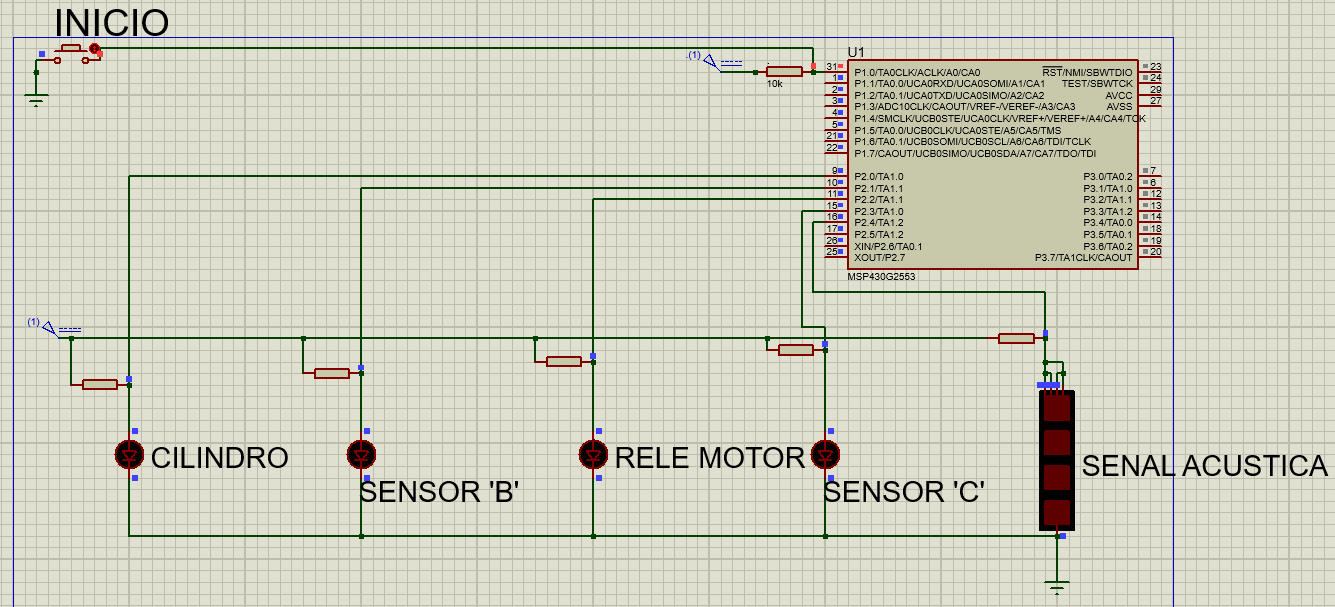 INICIO
(1)
10k
U1
31 P1.0/TA0CLK/ACLK/A0/CA0
1 P1.1/TA0.0/UCA0RXD/UCA0SOMI/A1/CA1
2 P1.2/TA0.1/UCA0TXD/UCA0SIMO/A2/CA2
3 P1.3/ADC10CLK/CAOUT/VREF-/VEREF-/A3/CA3
4 P1.4/SMCLK/UCB0STE/UCA0CLK/VREF+/VEREF+/A4/CA4/TCK
5 P1.5/TA0.0/UCB0CLK/UCA0STE/A5/CA5/TMS
21 P1.6/TA0.1/UCB0SOMI/UCB0SCL/A6/CA6/TDI/TCLK
22 P1.7/CAOUT/UCB0SIMO/UCB0SDA/A7/CA7/TDO/TDI
9 P2.0/TA1.0
10 P2.1/TA1.1
11 P2.2/TA1.1
15 P2.3/TA1.0
16 P2.4/TA1.2
17 P2.5/TA1.2
26 XIN/P2.6/TA0.1
25 XOUT/P2.7
RST/NMI/SBWTDIO 23
TEST/SBWTCK 24
AVCC 29
AVSS 27
P3.0/TA0.2 7
P3.1/TA1.0 6
P3.2/TA1.1 12
P3.3/TA1.2 13
P3.4/TA0.0 14
P3.5/TA0.1 18
P3.6/TA0.2 19
P3.7/TA1CLK/CAOUT 20
MSP430G2553
(1)
CILINDRO
SENSOR 'B'
RELE MOTOR
SENSOR 'C'
SENAL ACUSTICA